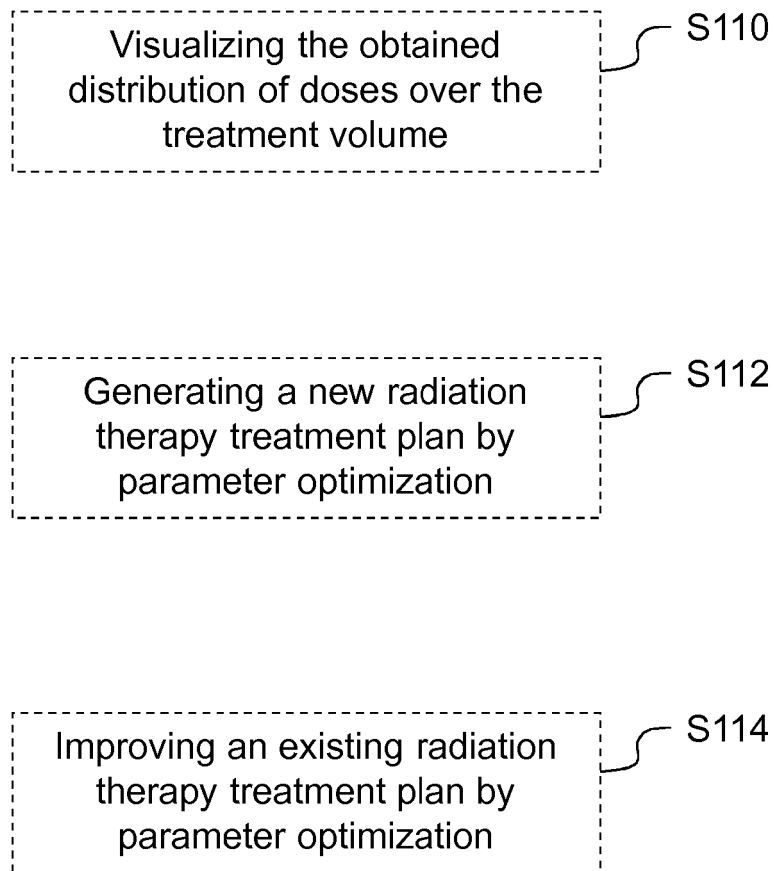 Visualizing the obtained
distribution of doses over the
treatment volume
S110
Generating a new radiation
therapy treatment plan by
parameter optimization
S112
Improving an existing radiation
therapy treatment plan by
parameter optimization
S114